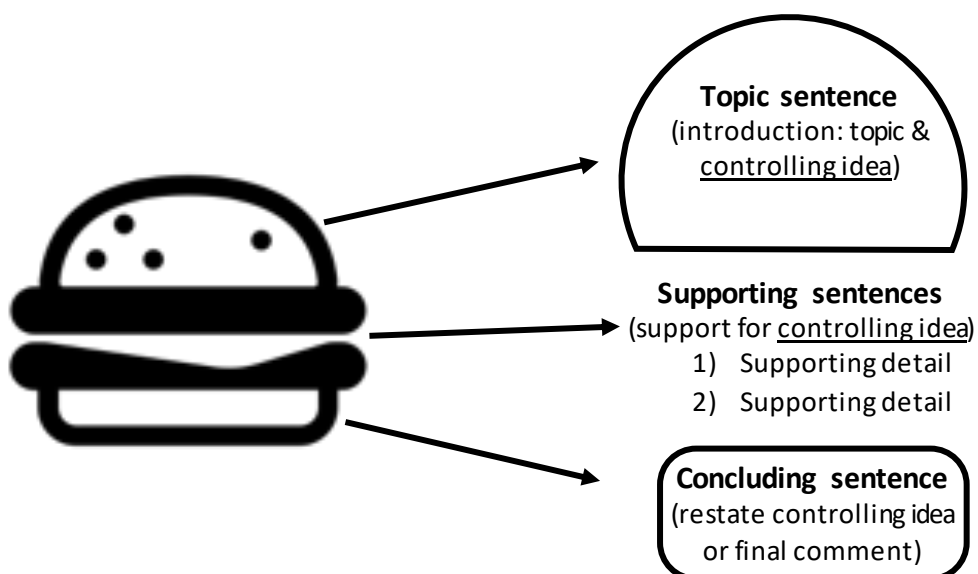 Topic sentence
(introduction: topic &
controlling idea)
Supporting sentences
(support for controlling idea)
1) Supporting detail
2) Supporting detail
Concluding sentence
(restate controlling idea
or final comment)